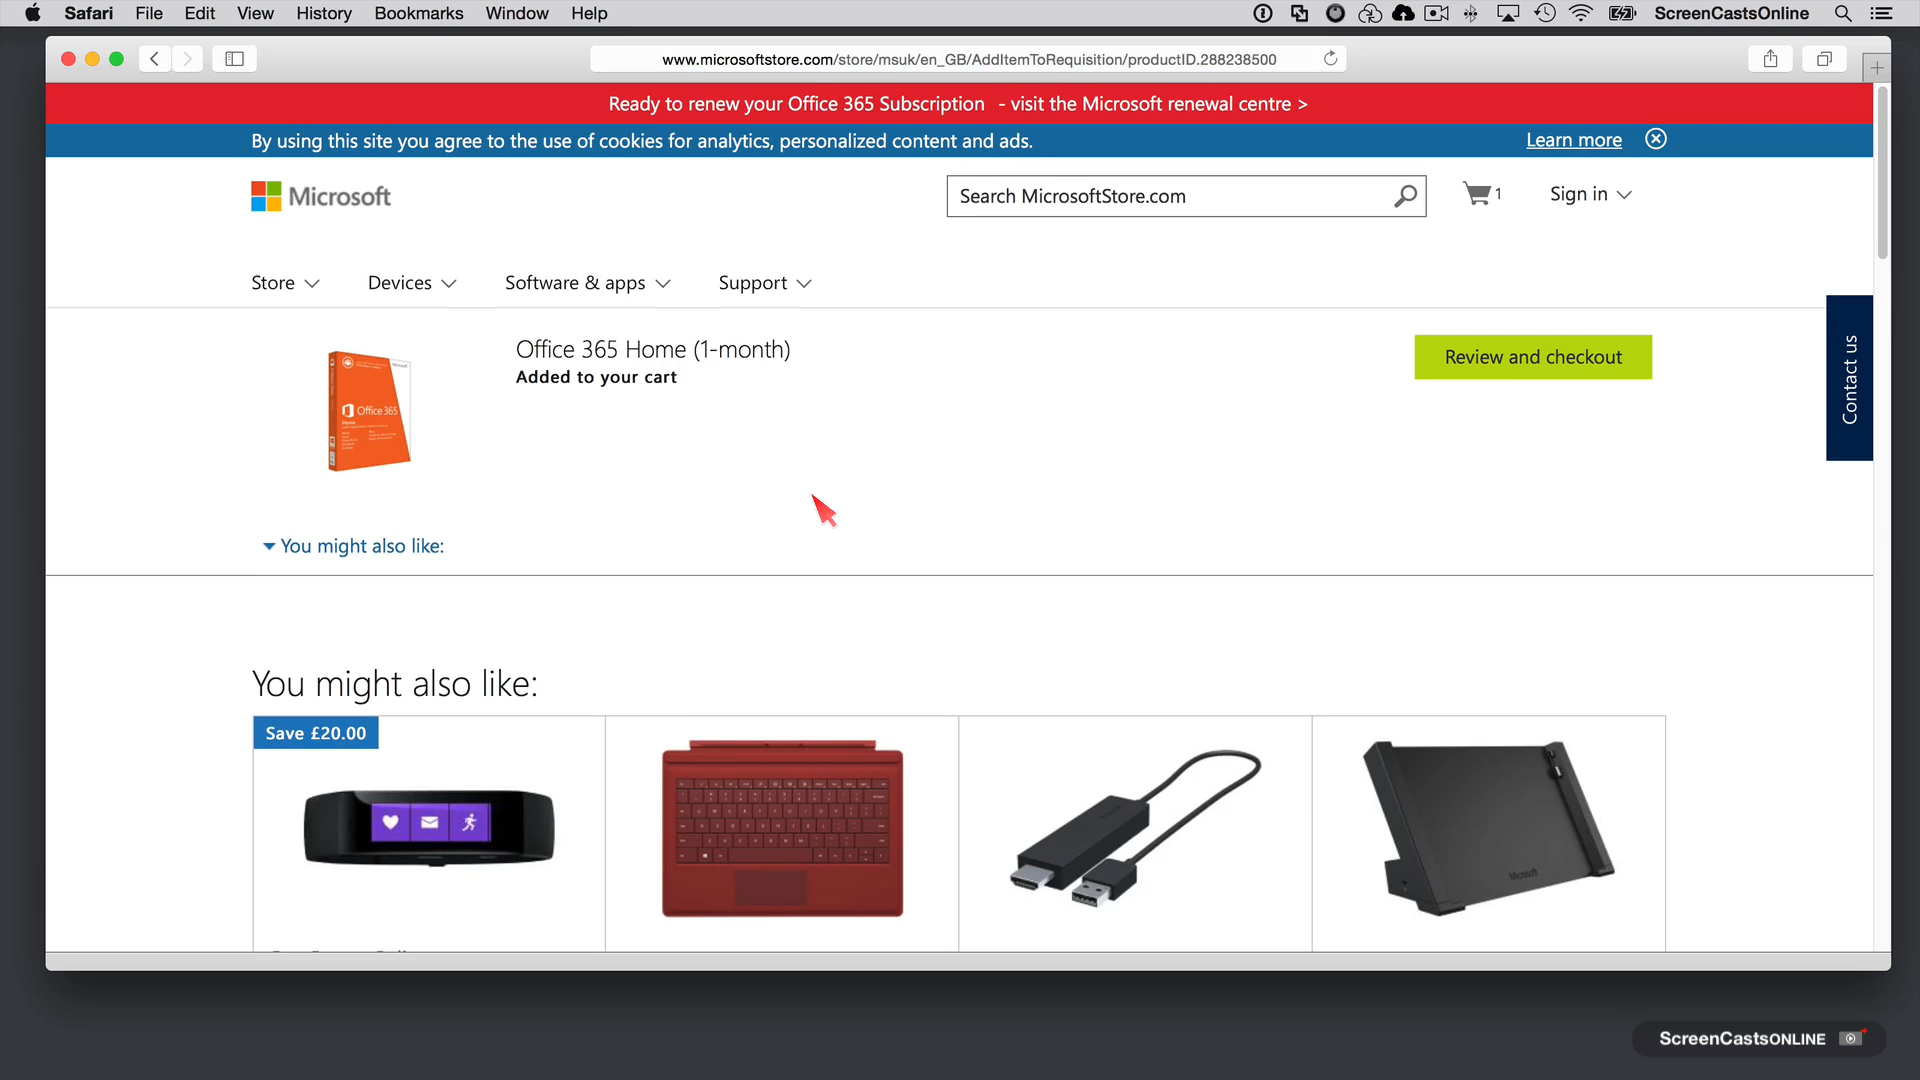 Safari File Edit View History Bookmarks Window Help ScreenCastsOnline
www.microsoftstore.com/store/msuk/en_GB/AddItemToRequisition/productID.288238500
Ready to renew your Office 365 Subscription - visit the Microsoft renewal centre >
By using this site you agree to the use of cookies for analytics, personalized content and ads. Learn more
Microsoft
Search MicrosoftStore.com
1
Sign in
Store Devices Software & apps Support
Office 365 Home (1-month)
Added to your cart
Review and checkout
Contact us
Office 365
You might also like:
You might also like:
Save £20.00
Microsoft
ScreenCastsONLINE